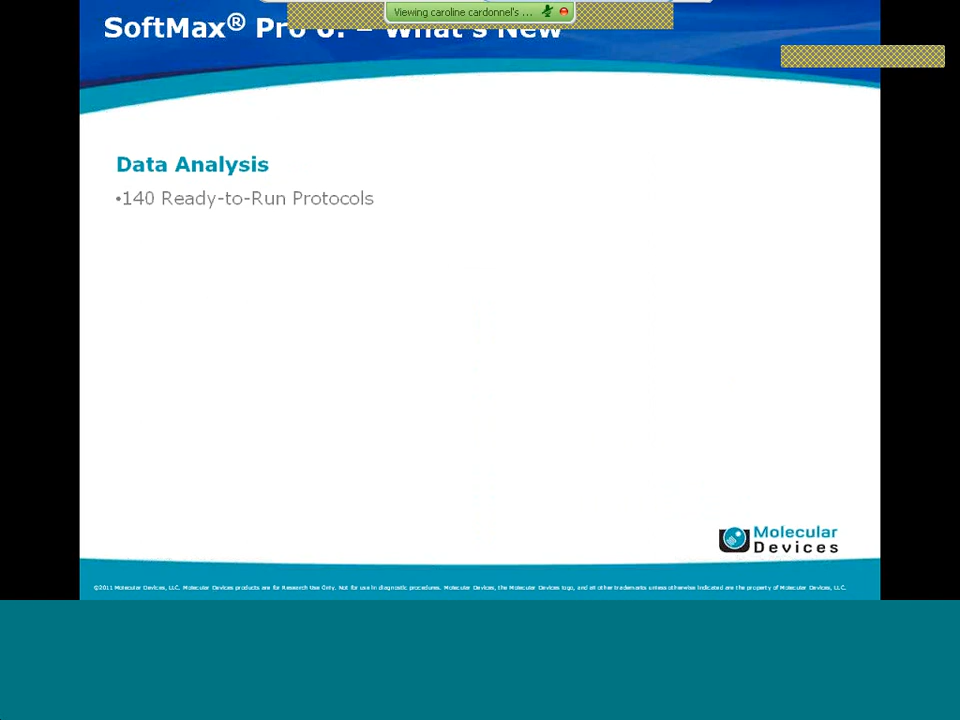 Viewing caroline cardonnel's ...
SoftMax® Pro 6. – What's New
Data Analysis
•140 Ready-to-Run Protocols
Molecular
Devices
©2011 Molecular Devices, LLC. Molecular Devices products are for Research Use Only. Not for use in diagnostic procedures. Molecular Devices, the Molecular Devices logo, and all other trademarks unless otherwise indicated are the property of Molecular Devices, LLC.